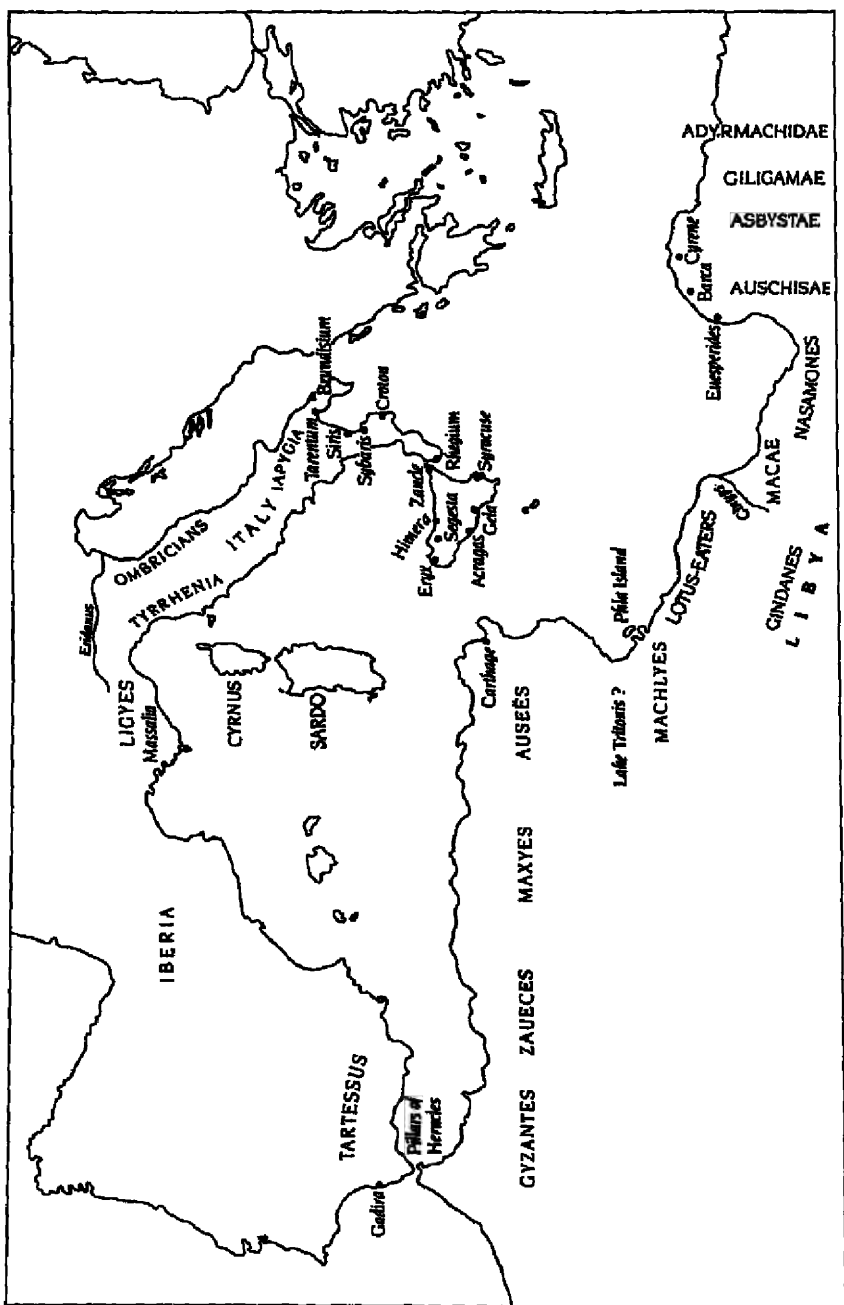 IBERIA
TARTESSUS
Gadira
Pillars of
Heracles
LIGYES
Massalia
Eridanus
OMBRICIANS
TYRRHENIA
ITALY
IAPYGIA
CYRNUS
SARDO
Brundisium
Tarentum
Siris
Sybaris
Croton
Rhegium
Zancle
Himera
Segesta
Eryx
Acragas
Gela
Syracuse
GYZANTES
ZAUECES
MAXYES
AUSEËS
Carthage
Lake Tritonis ?
MACHLYES
Phla Island
LOTUS-EATERS
GINDANES
LIBYA
Cinyps
MACAE
NASAMONES
Euesperides
Barca
Cyrene
AUSCHISAE
ASBYSTAE
GILIGAMAE
ADYRMACHIDAE